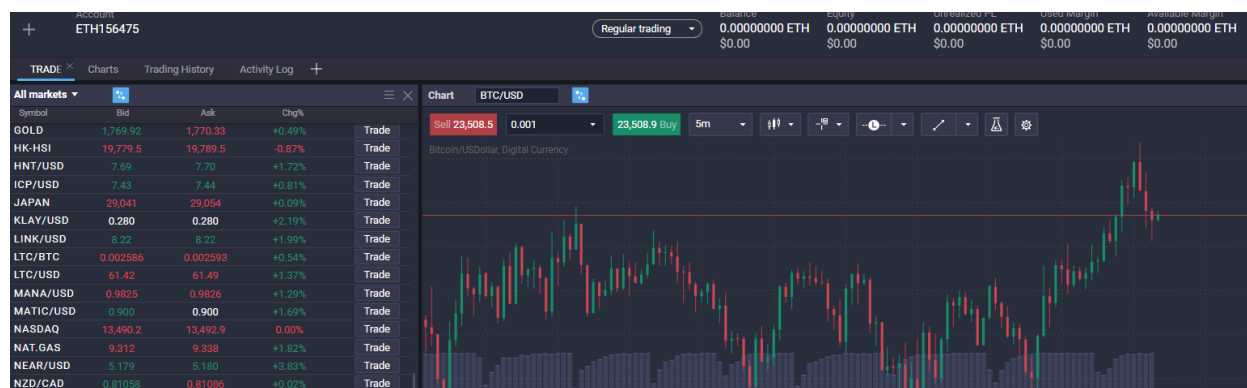 Account
ETH156475
Regular trading
Balance Equity Unrealized PL Used Margin Available Margin
0.00000000 ETH 0.00000000 ETH 0.00000000 ETH 0.00000000 ETH 0.00000000 ETH
$0.00 $0.00 $0.00 $0.00 $0.00
TRADE Charts Trading History Activity Log
All markets
Symbol Bid Ask Chg%
GOLD 1,769.92 1,770.33 +0.49% Trade
HK-HSI 19,779.5 19,789.5 -0.87% Trade
HNT/USD 7.69 7.70 +1.72% Trade
ICP/USD 7.43 7.44 +0.81% Trade
JAPAN 29,041 29,054 +0.09% Trade
KLAY/USD 0.280 0.280 +2.19% Trade
LINK/USD 8.22 8.22 +1.99% Trade
LTC/BTC 0.002586 0.002593 +0.54% Trade
LTC/USD 61.42 61.49 +1.37% Trade
MANA/USD 0.9825 0.9826 +1.29% Trade
MATIC/USD 0.900 0.900 +1.69% Trade
NASDAQ 13,490.2 13,492.9 0.00% Trade
NAT.GAS 9.312 9.338 +1.82% Trade
NEAR/USD 5.179 5.180 +3.83% Trade
NZD/CAD 0.81058 0.81086 +0.02% Trade
Chart BTC/USD
Sell 23,508.5 0.001 23,508.9 Buy 5m L
Bitcoin/USDollar, Digital Currency